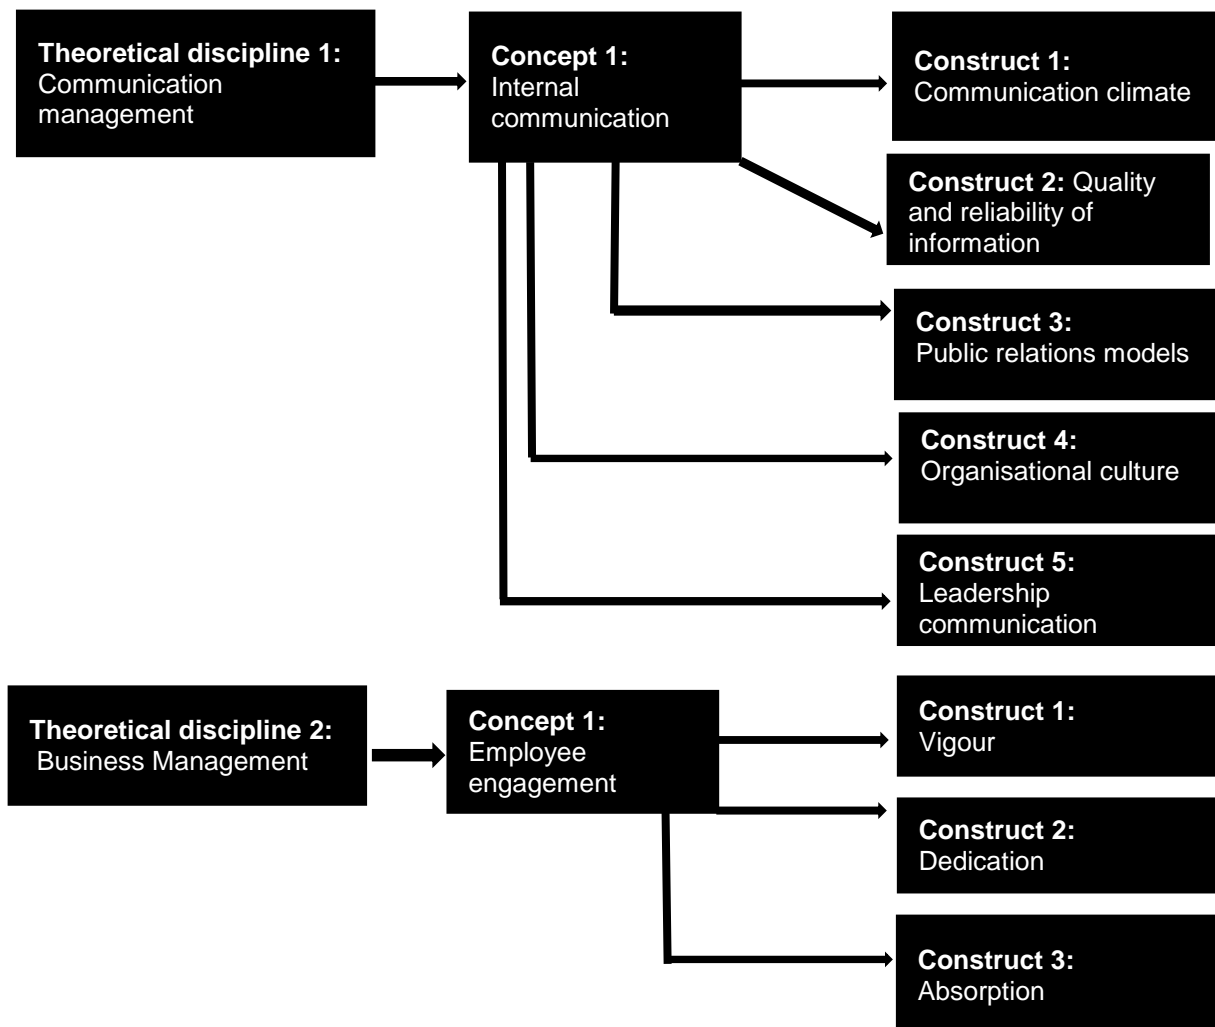 Theoretical discipline 1:
Communication
management
Concept 1:
Internal
communication
Construct 1:
Communication climate
Construct 2: Quality
and reliability of
information
Construct 3:
Public relations models
Construct 4:
Organisational culture
Construct 5:
Leadership
communication
Theoretical discipline 2:
Business Management
Concept 1:
Employee
engagement
Construct 1:
Vigour
Construct 2:
Dedication
Construct 3:
Absorption